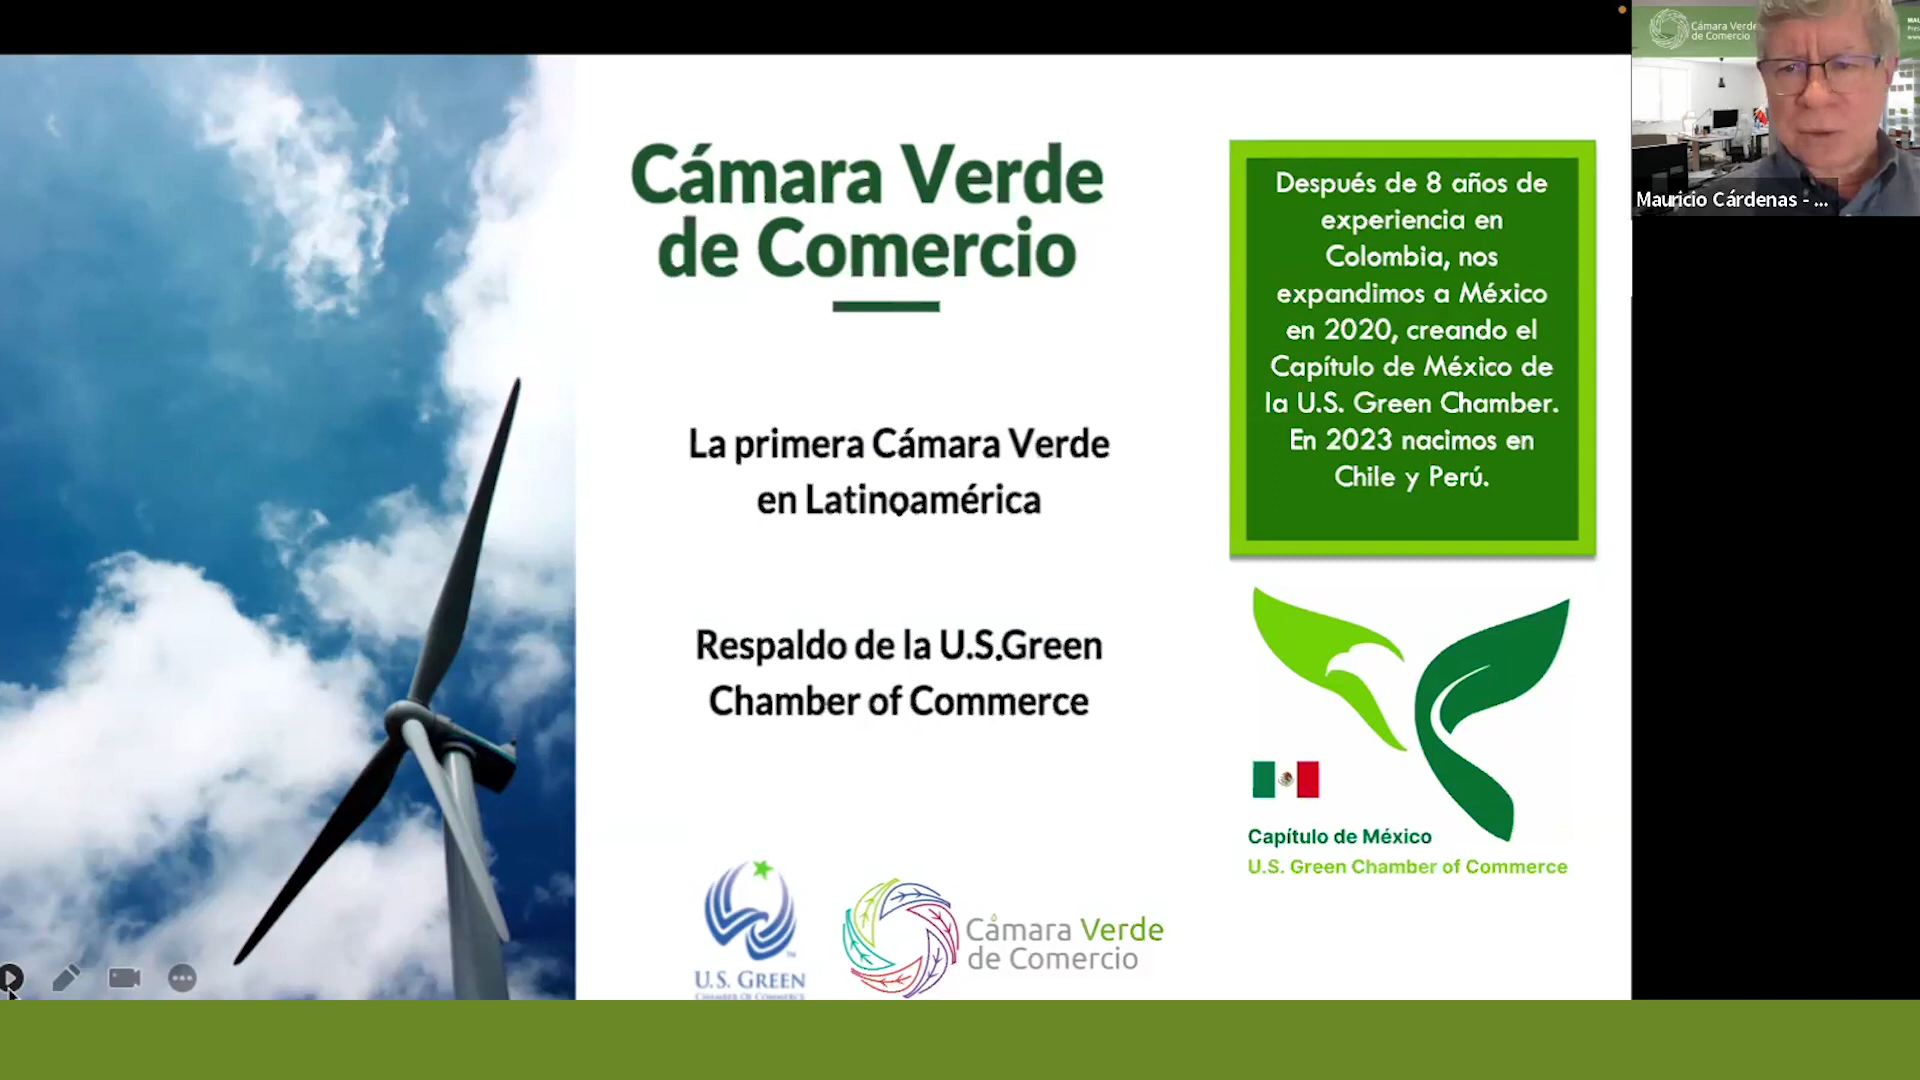 Cámara Verde
de Comercio
La primera Cámara Verde
en Latinoamérica
Respaldo de la U.S.Green
Chamber of Commerce
Después de 8 años de
experiencia en
Colombia, nos
expandimos a México
en 2020, creando el
Capítulo de México de
la U.S. Green Chamber.
En 2023 nacimos en
Chile y Perú.
Capítulo de México
U.S. Green Chamber of Commerce
U.S. GREEN
CHAMBER OF COMMERCE
Cámara Verde
de Comercio
Cámara Verde
de Comercio
Mauricio Cárdenas - ...